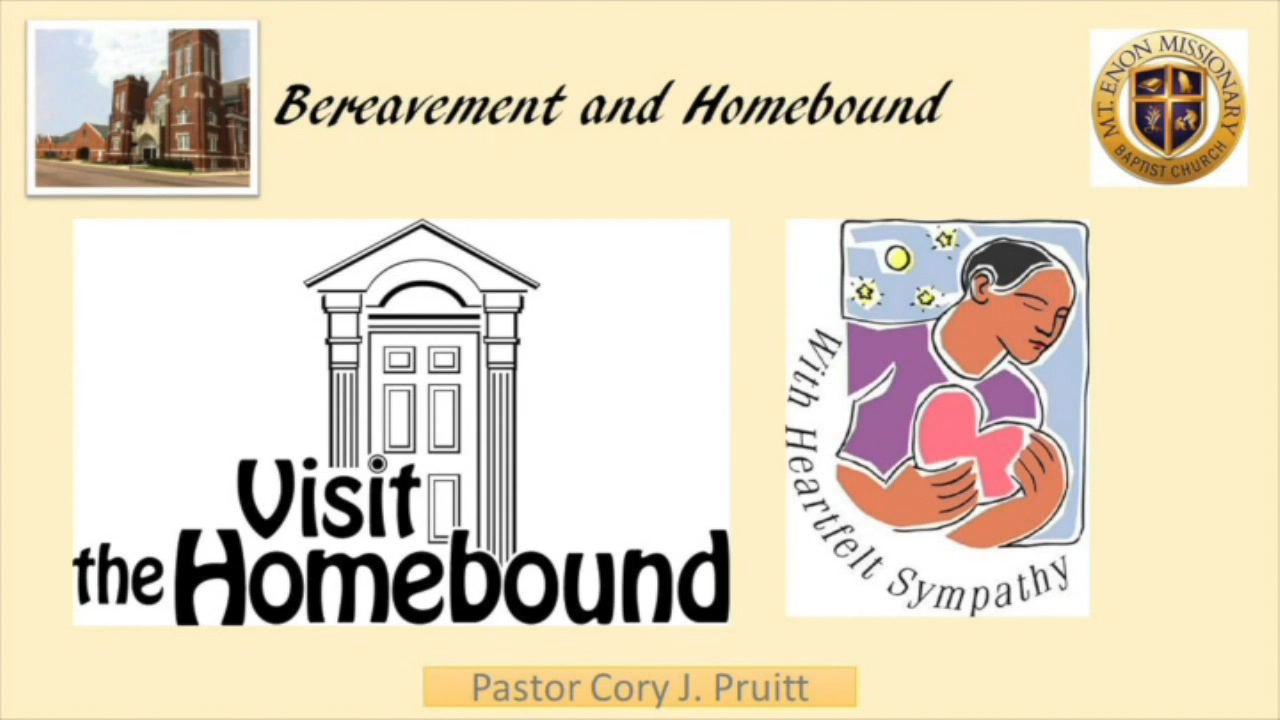 Bereavement and Homebound
MT. ENON MISSIONARY
BAPTIST CHURCH
Visit
the Homebound
With Heartfelt Sympathy
Pastor Cory J. Pruitt